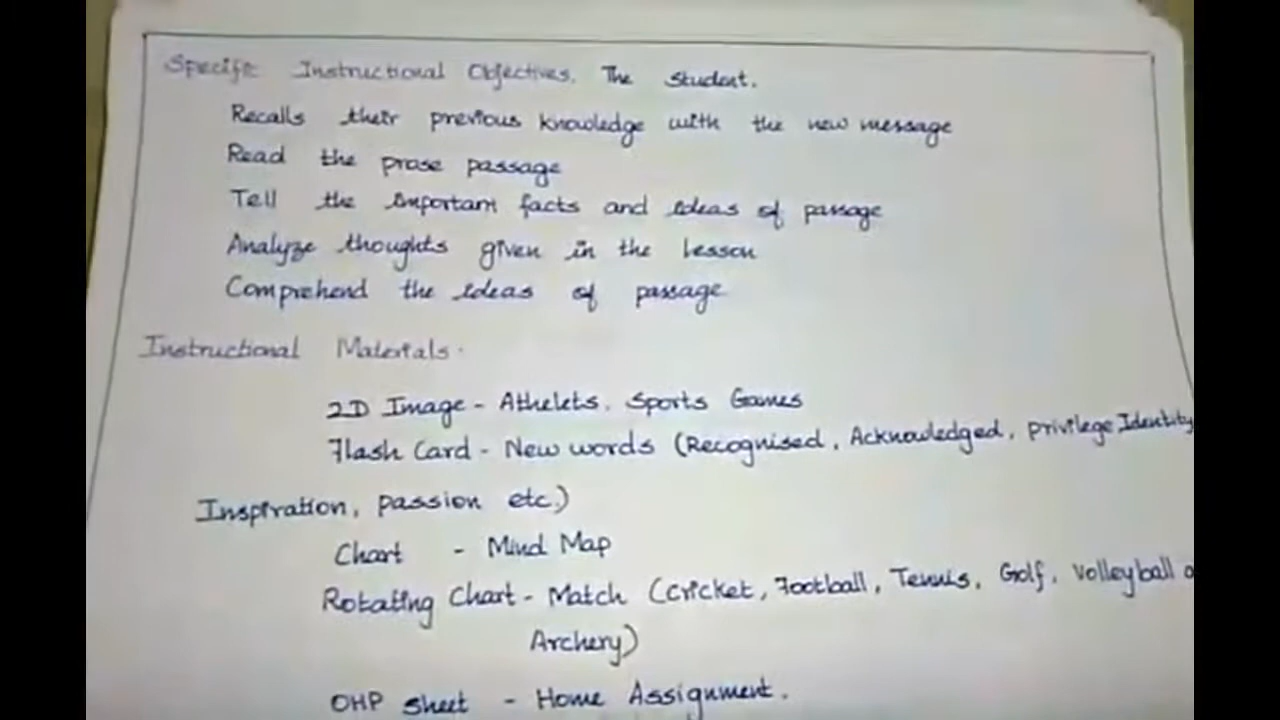 Specific Instructional Objectives. The Student.
Recalls their previous knowledge with the new message
Read the prose passage
Tell the important facts and ideas of passage
Analyze thoughts given in the lesson
Comprehend the ideas of passage
Instructional Materials.
2D Image - Athelets. Sports Games
Flash Card - New words (Recognised, Acknowledged, privilege Identity
Inspiration, passion etc.)
Chart - Mind Map
Rotating Chart - Match (Cricket, Football, Tennis, Golf, Volleyball
Archery)
OHP sheet - Home Assignment.